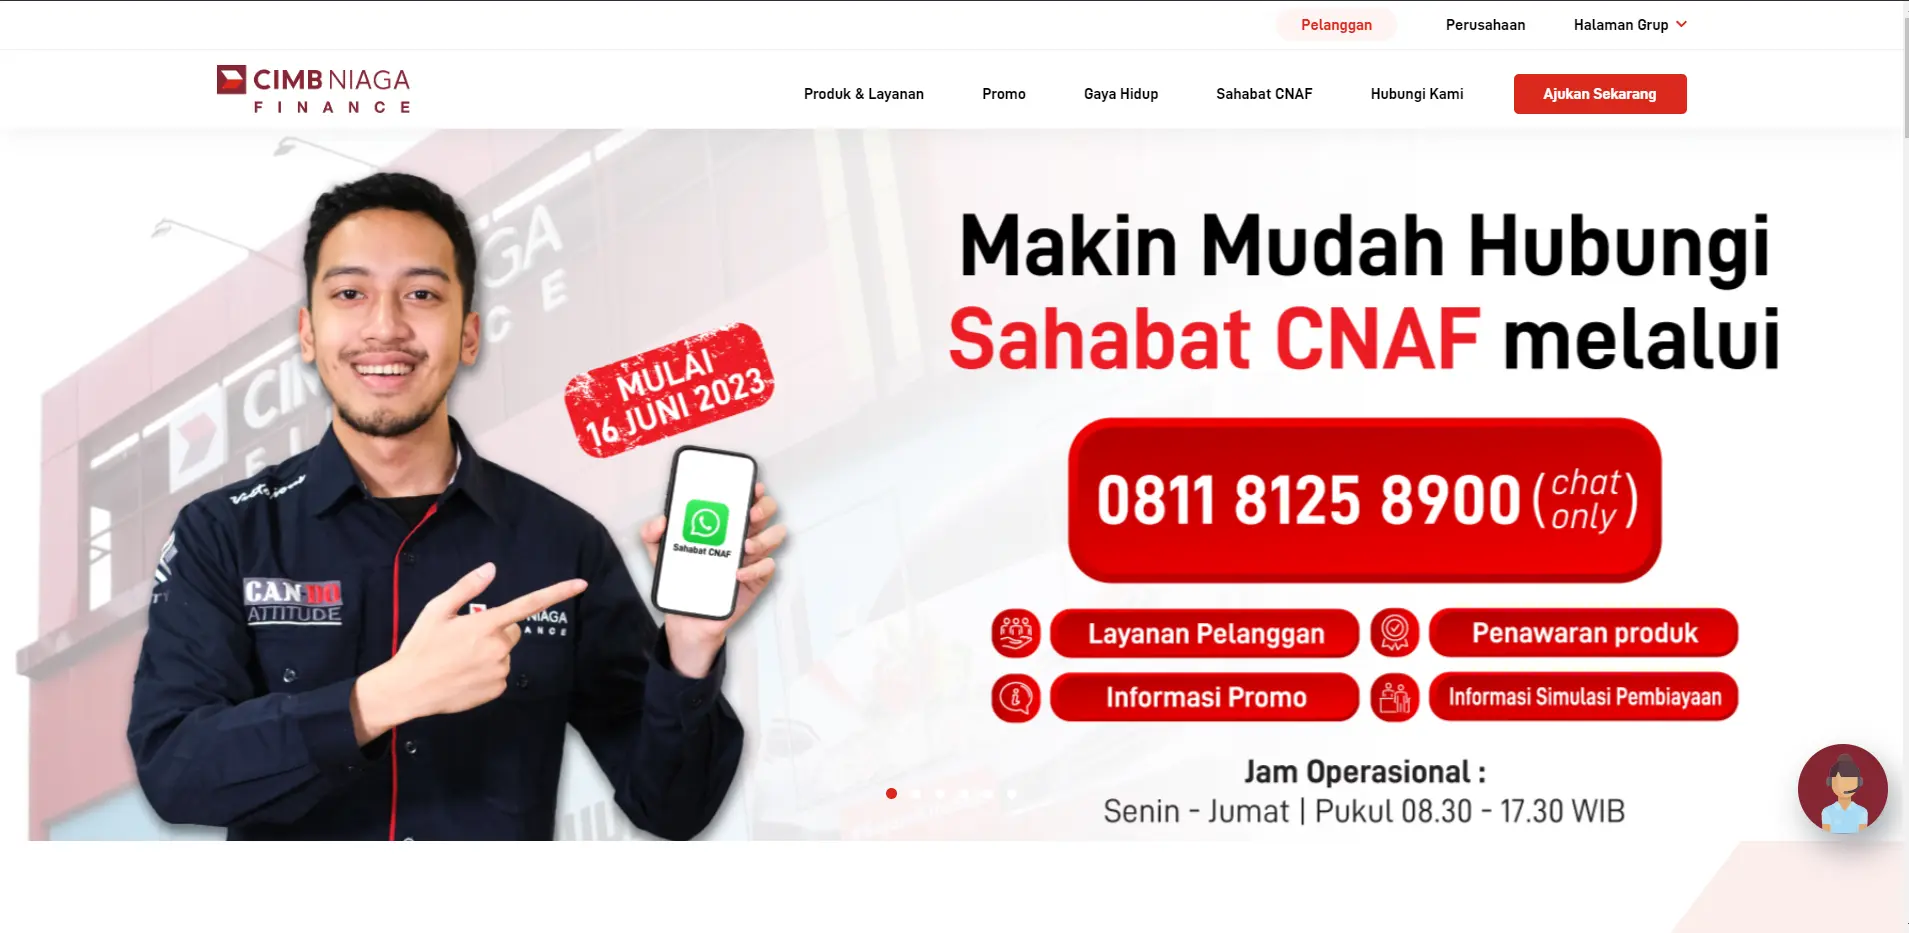 Pelanggan
Perusahaan
Halaman Grup
CIMB NIAGA
FINANCE
Produk & Layanan
Promo
Gaya Hidup
Sahabat CNAF
Hubungi Kami
Ajukan Sekarang
Makin Mudah Hubungi
Sahabat CNAF melalui
MULAI
16 JUNI 2023
0811 8125 8900 (chat only)
Sahabat CNAF
CAN-DO
ATTITUDE
NIAGA
ANCE
Layanan Pelanggan
Penawaran produk
Informasi Promo
Informasi Simulasi Pembiayaan
Jam Operasional :
Senin - Jumat | Pukul 08.30 - 17.30 WIB